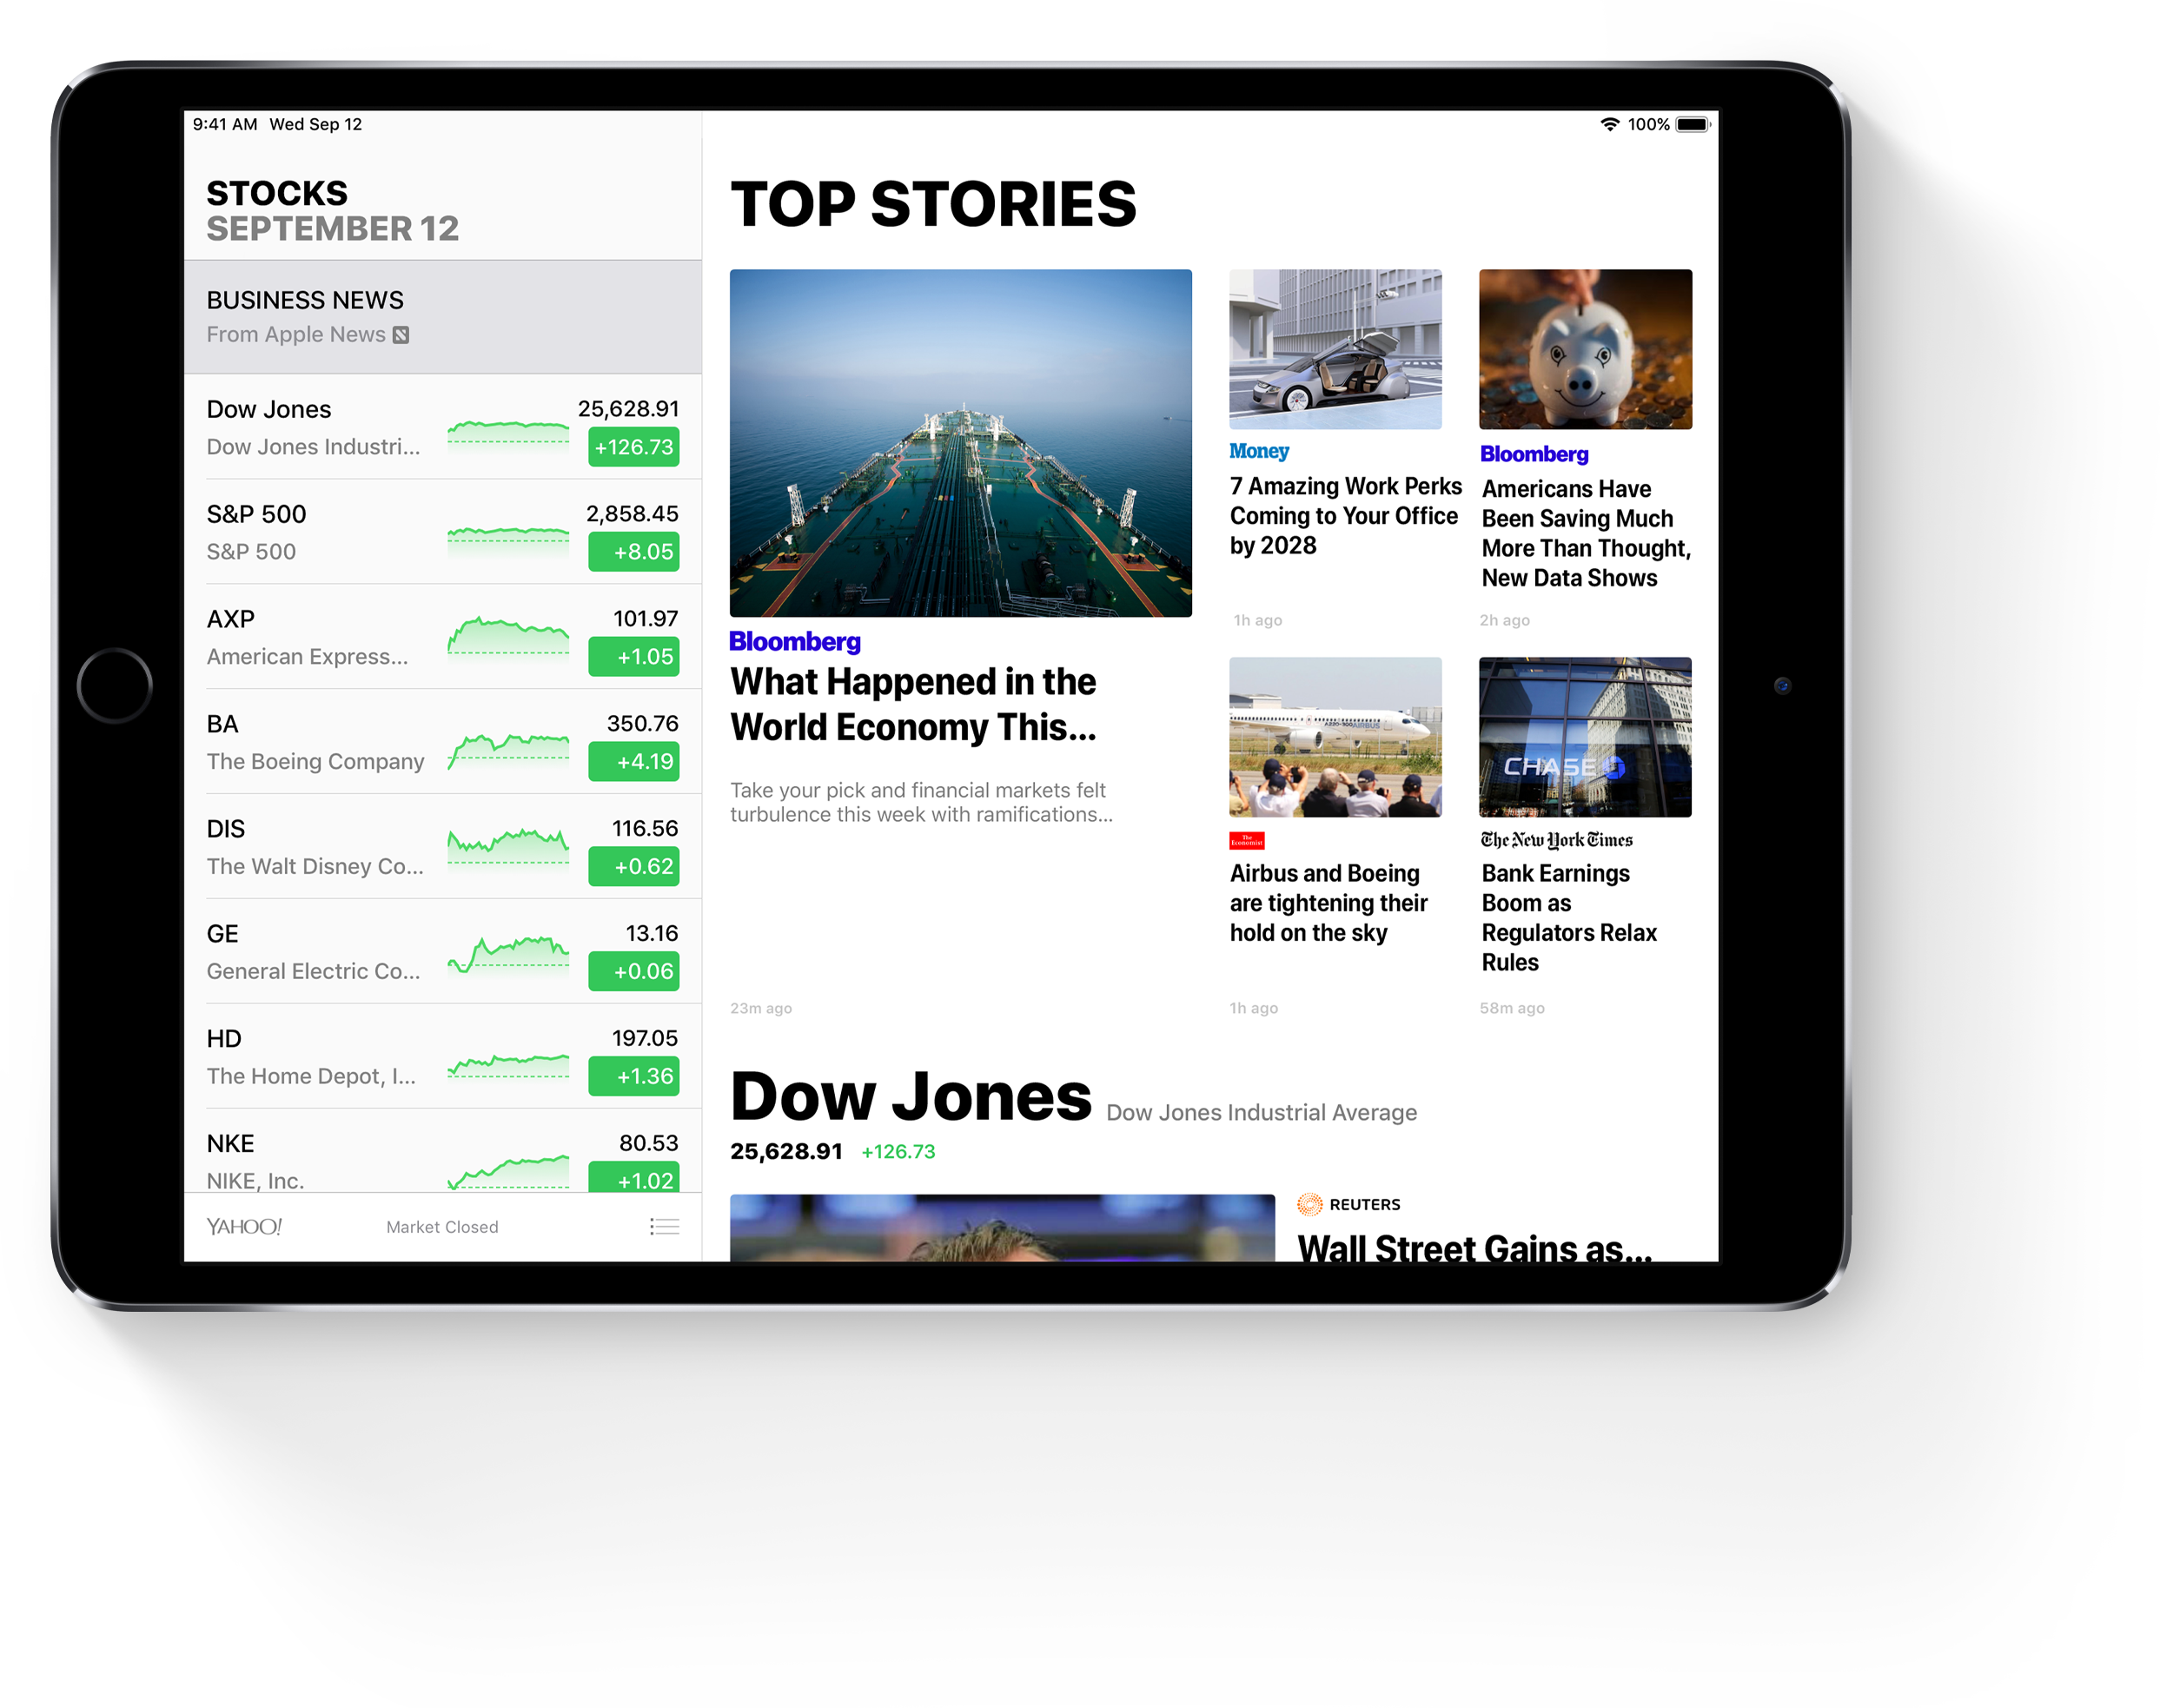 9:41 AM Wed Sep 12
100%
STOCKS
SEPTEMBER 12
BUSINESS NEWS
From Apple News
Dow Jones
25,628.91
Dow Jones Industri...
+126.73
S&P 500
2,858.45
S&P 500
+8.05
AXP
101.97
American Express...
+1.05
BA
350.76
The Boeing Company
+4.19
DIS
116.56
The Walt Disney Co...
+0.62
GE
13.16
General Electric Co...
+0.06
HD
197.05
The Home Depot, I...
+1.36
NKE
80.53
NIKE, Inc.
+1.02
YAHOO!
Market Closed
TOP STORIES
Bloomberg
What Happened in the
World Economy This...
Take your pick and financial markets felt
turbulence this week with ramifications...
23m ago
Money
7 Amazing Work Perks
Coming to Your Office
by 2028
1h ago
Bloomberg
Americans Have
Been Saving Much
More Than Thought,
New Data Shows
2h ago
AIRBUS
The
Economist
Airbus and Boeing
are tightening their
hold on the sky
1h ago
CHASE
The New York Times
Bank Earnings
Boom as
Regulators Relax
Rules
58m ago
Dow Jones Dow Jones Industrial Average
25,628.91 +126.73
REUTERS
Wall Street Gains as...